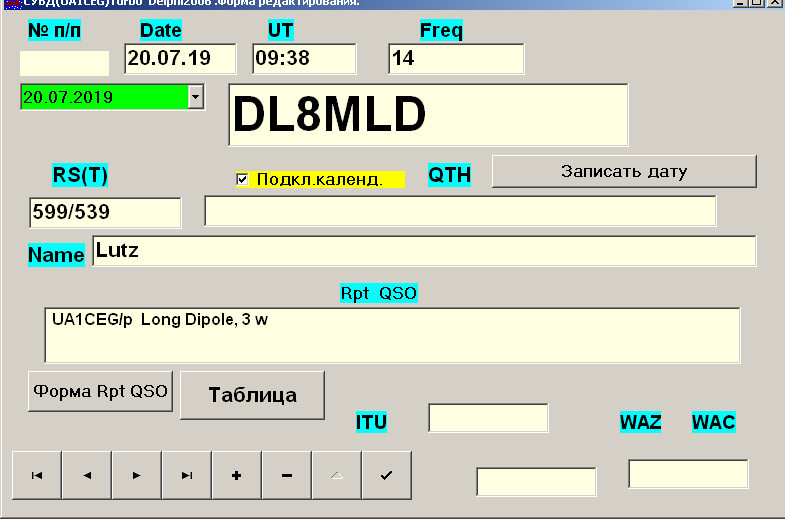 СУБД(UA1CEG)Turbo Delphi2006 .Форма редактирования.
№ п/п Date UT Freq
20.07.19 09:38 14
20.07.2019
DL8MLD
RS(T) Подкл.календ. QTH Записать дату
599/539
Name Lutz
Rpt QSO
UA1CEG/p Long Dipole, 3 w
Форма Rpt QSO Таблица
ITU WAZ WAC